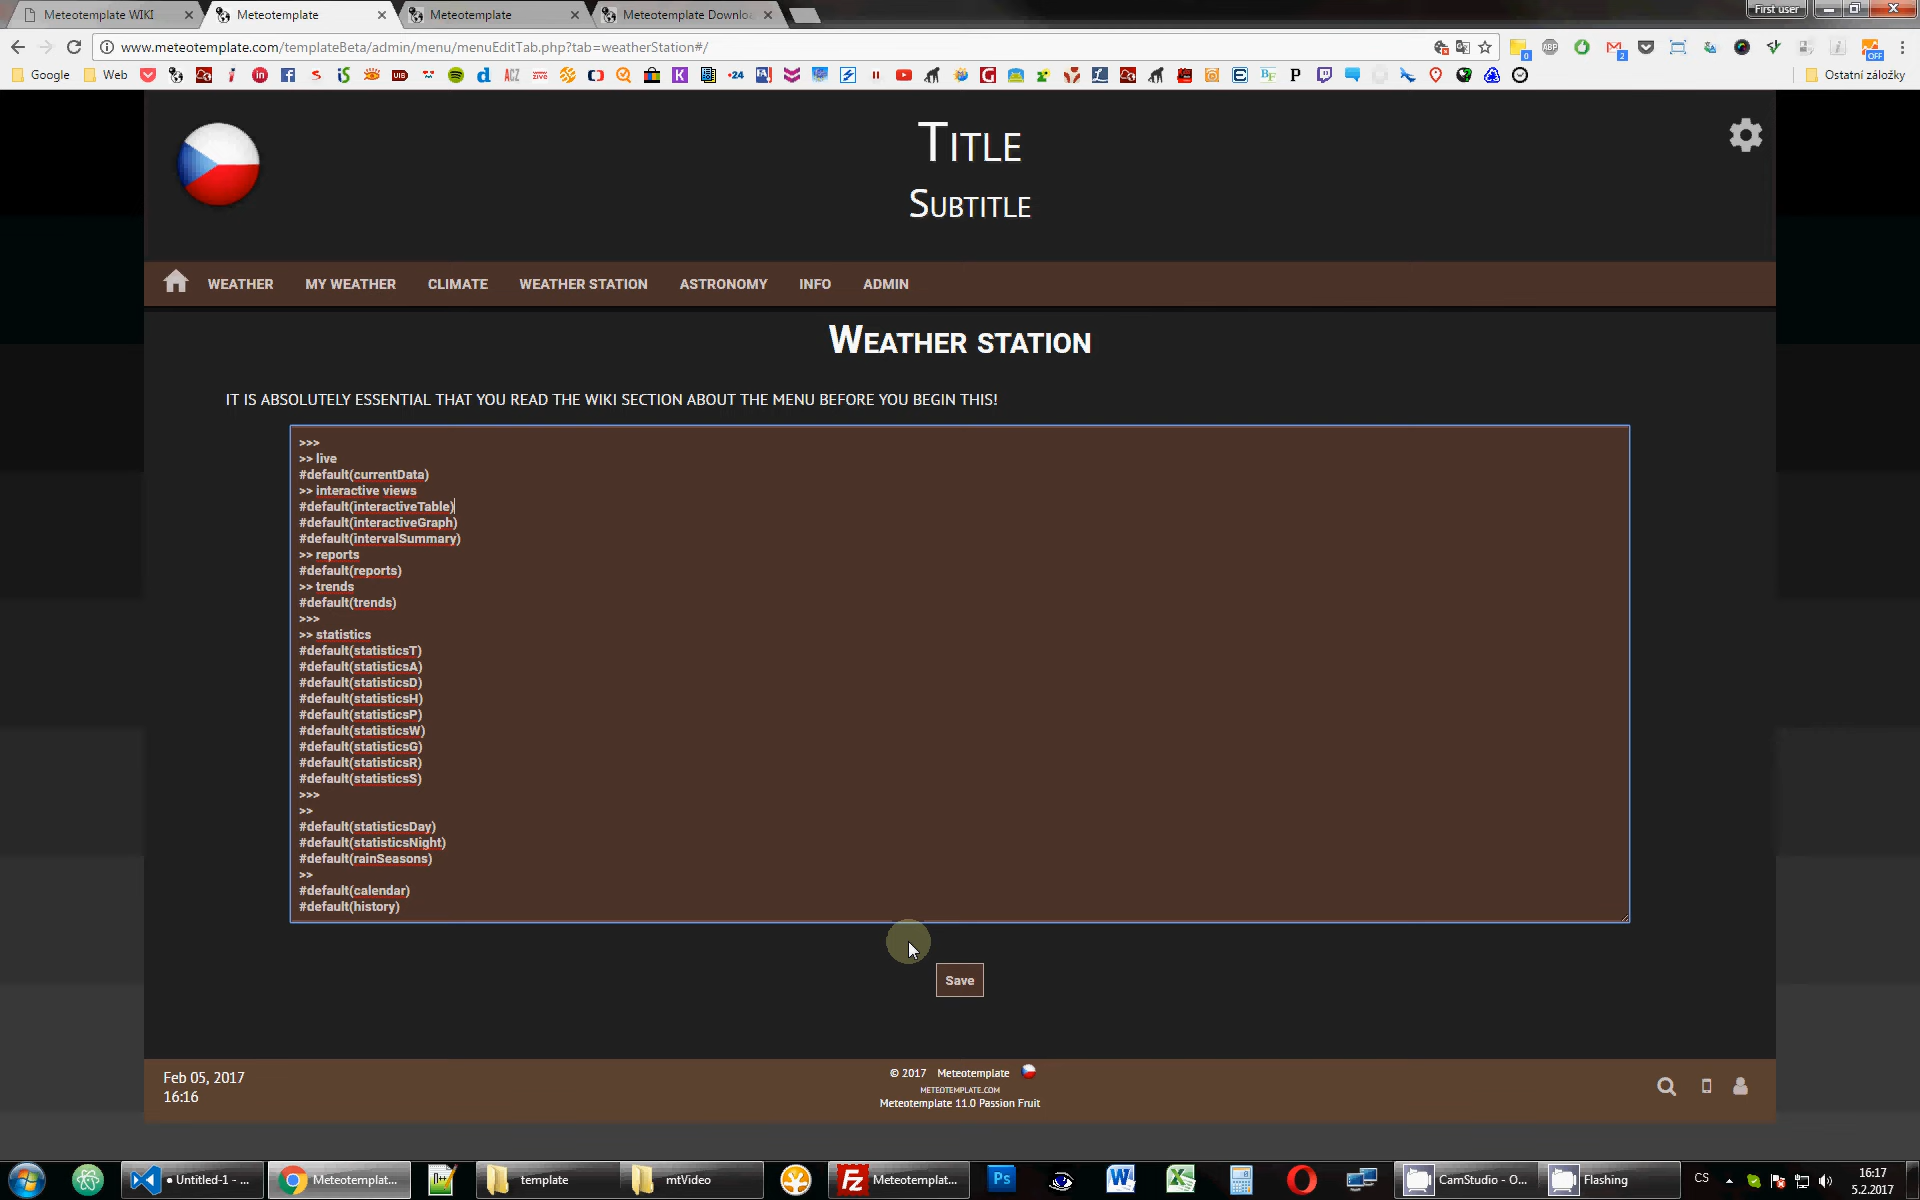 Meteotemplate WIKI
Meteotemplate
Meteotemplate
Meteotemplate Downlo
First user
www.meteotemplate.com/templateBeta/admin/menu/menuEditTab.php?tab=weatherStation#/
Google
Web
Ostatní záložky
Title
Subtitle
WEATHER
MY WEATHER
CLIMATE
WEATHER STATION
ASTRONOMY
INFO
ADMIN
Weather station
IT IS ABSOLUTELY ESSENTIAL THAT YOU READ THE WIKI SECTION ABOUT THE MENU BEFORE YOU BEGIN THIS!
>>>
>> live
#default(currentData)
>> interactive views
#default(interactiveTable)
#default(interactiveGraph)
#default(intervalSummary)
>> reports
#default(reports)
>> trends
#default(trends)
>>>
>> statistics
#default(statisticsT)
#default(statisticsA)
#default(statisticsD)
#default(statisticsH)
#default(statisticsP)
#default(statisticsW)
#default(statisticsG)
#default(statisticsR)
#default(statisticsS)
>>>
>>
#default(statisticsDay)
#default(statisticsNight)
#default(rainSeasons)
>>
#default(calendar)
#default(history)
Save
Feb 05, 2017
16:16
© 2017 Meteotemplate
METEOTEMPLATE.COM
Meteotemplate 11.0 Passion Fruit
• Untitled-1 - ...
Meteotemplat...
template
mtVideo
Meteotemplat...
CamStudio - O...
Flashing
CS
16:17
5.2.2017